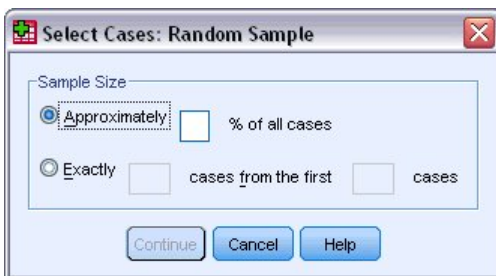 Select Cases: Random Sample
Sample Size
Approximately % of all cases
Exactly cases from the first cases
Continue Cancel Help